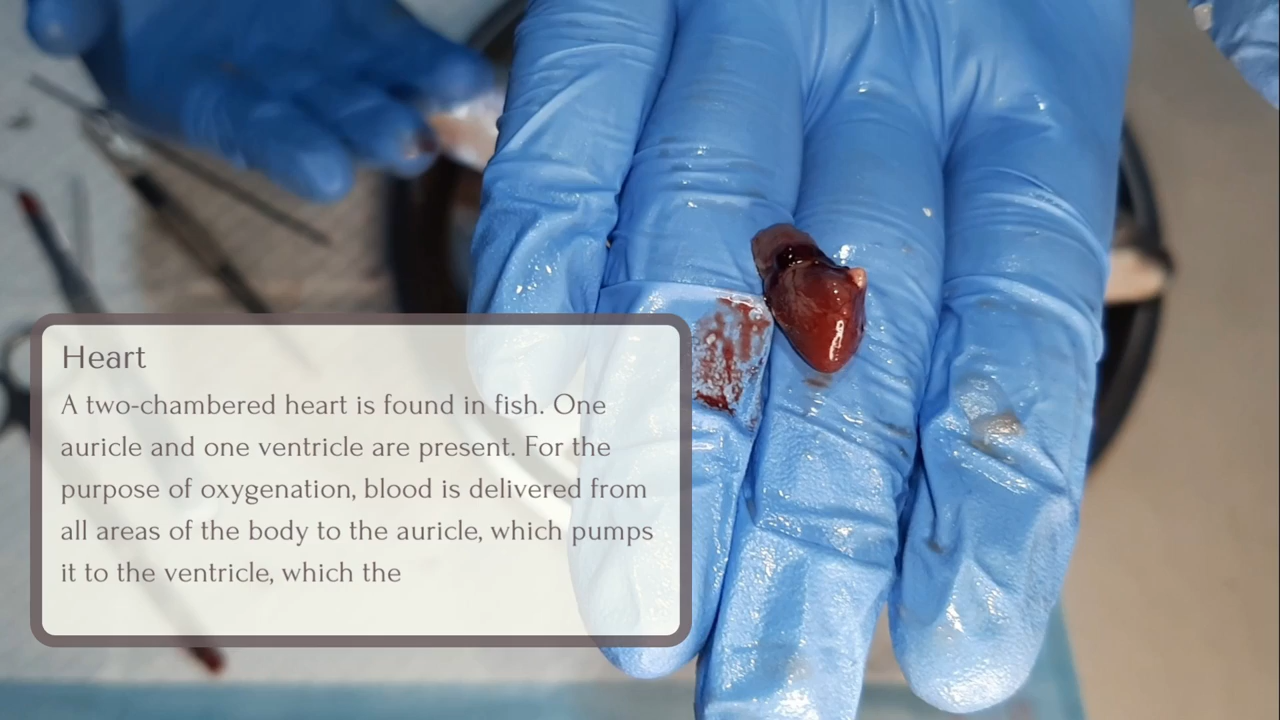 Heart
A two-chambered heart is found in fish. One
auricle and one ventricle are present. For the
purpose of oxygenation, blood is delivered from
all areas of the body to the auricle, which pumps
it to the ventricle, which the